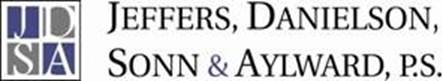 JD
SA
JEFFERS, DANIELSON,
SONN & AYLWARD, P.S.